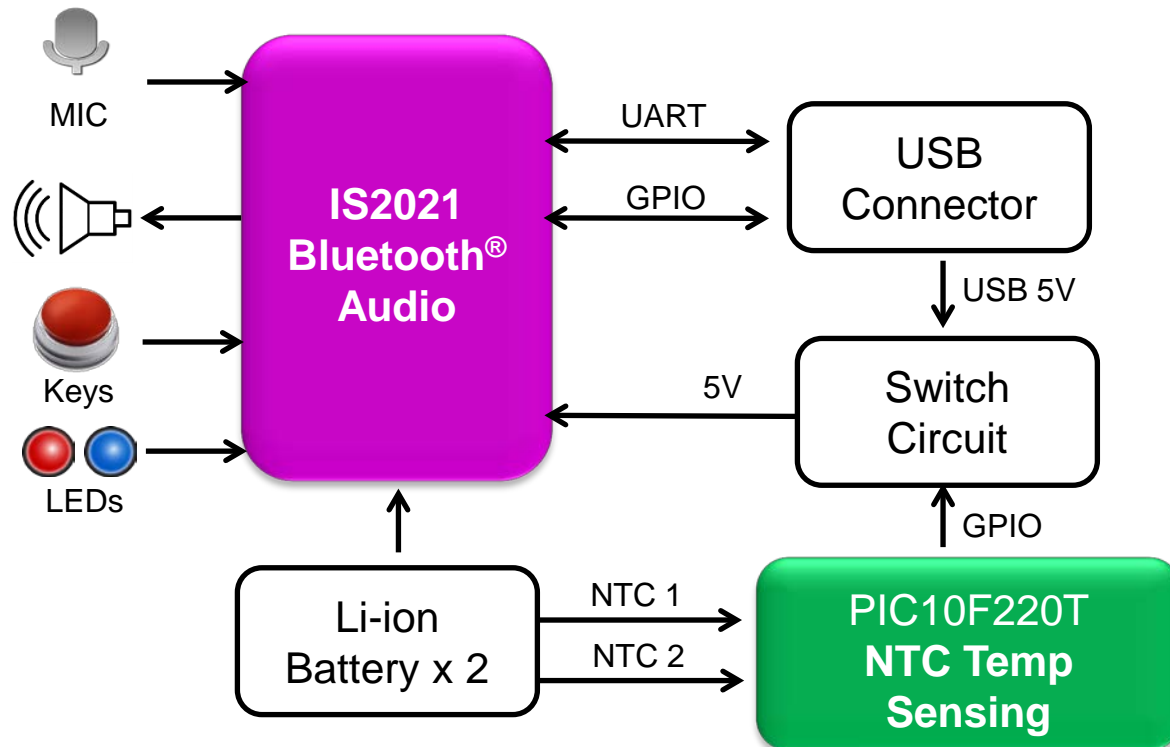 MIC
Keys
LEDs
IS2021
Bluetooth®
Audio
UART
GPIO
USB
Connector
USB 5V
5V
Switch
Circuit
GPIO
Li-ion
Battery x 2
NTC 1
NTC 2
PIC10F220T
NTC Temp
Sensing